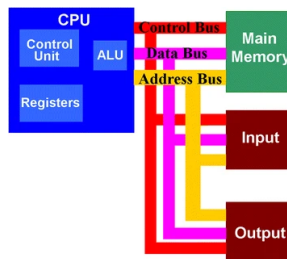 CPU
Control
Unit
ALU
Registers
Control Bus
Data Bus
Address Bus
Main
Memory
Input
Output